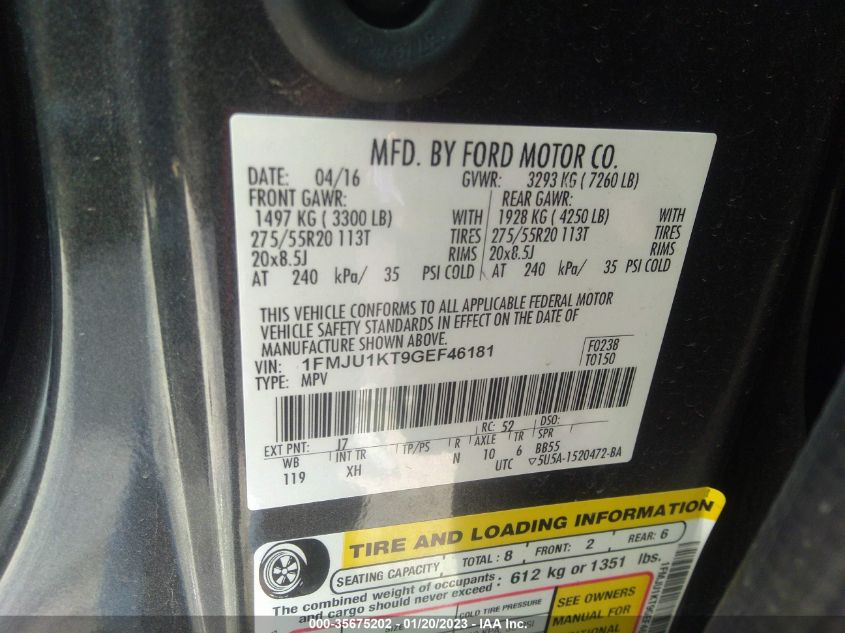 MFD. BY FORD MOTOR CO.
DATE: 04/16 GVWR: 3293 KG ( 7260 LB)
FRONT GAWR: REAR GAWR:
1497 KG ( 3300 LB) WITH 1928 KG ( 4250 LB) WITH
275/55R20 113T TIRES 275/55R20 113T TIRES
20x8.5J RIMS 20x8.5J RIMS
AT 240 kPa/ 35 PSI COLD AT 240 kPa/ 35 PSI COLD
THIS VEHICLE CONFORMS TO ALL APPLICABLE FEDERAL MOTOR
VEHICLE SAFETY STANDARDS IN EFFECT ON THE DATE OF
MANUFACTURE SHOWN ABOVE.
VIN: 1FMJU1KT9GEF46181 F0238
TYPE: MPV T0150
EXT PNT: J7 RC: 52 DSO:
WB INT TR TP/PS R AXLE TR SPR
119 XH N 10 6 BB55
UTC ▽5U5A-1520472-BA
TIRE AND LOADING INFORMATION
SEATING CAPACITY TOTAL: 8 FRONT: 2 REAR: 6
The combined weight of occupants and cargo should never exceed: 612 kg or 1351 lbs.
COLD TIRE PRESSURE
SEE OWNERS
MANUAL FOR
SIZE
000-35675202 - 01/20/2023 - IAA Inc.